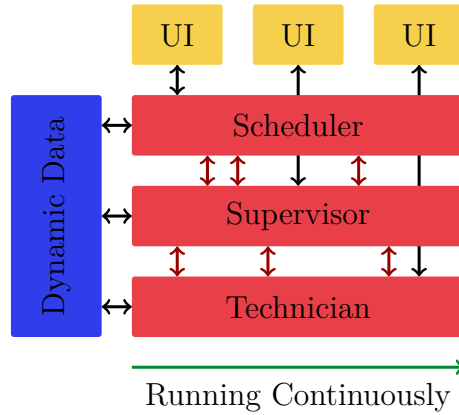 UI
UI
UI
Scheduler
Dynamic Data
Supervisor
Technician
Running Continuously